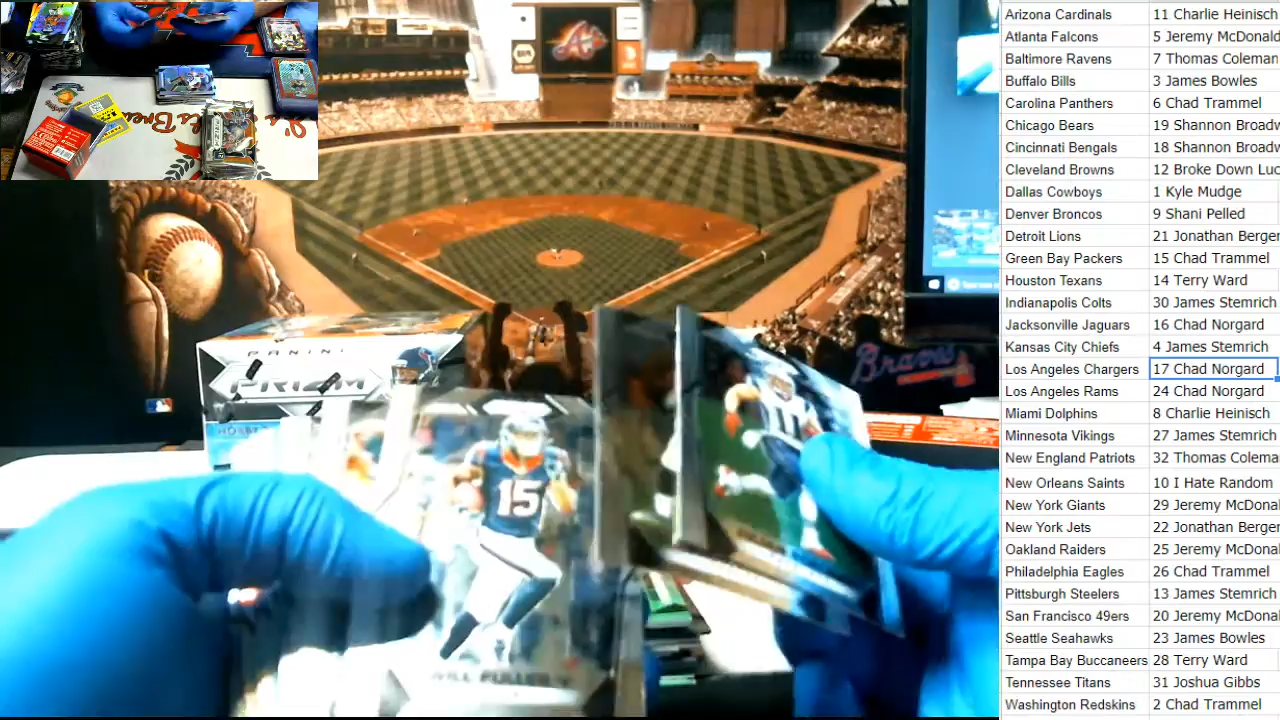 PANINI
PRIZM
HOBBY
Braves
15
WILL FULLER V
Arizona Cardinals 11 Charlie Heinisch
Atlanta Falcons 5 Jeremy McDonald
Baltimore Ravens 7 Thomas Coleman
Buffalo Bills 3 James Bowles
Carolina Panthers 6 Chad Trammel
Chicago Bears 19 Shannon Broadw
Cincinnati Bengals 18 Shannon Broadw
Cleveland Browns 12 Broke Down Luc
Dallas Cowboys 1 Kyle Mudge
Denver Broncos 9 Shani Pelled
Detroit Lions 21 Jonathan Berger
Green Bay Packers 15 Chad Trammel
Houston Texans 14 Terry Ward
Indianapolis Colts 30 James Stemrich
Jacksonville Jaguars 16 Chad Norgard
Kansas City Chiefs 4 James Stemrich
Los Angeles Chargers 17 Chad Norgard
Los Angeles Rams 24 Chad Norgard
Miami Dolphins 8 Charlie Heinisch
Minnesota Vikings 27 James Stemrich
New England Patriots 32 Thomas Colema
New Orleans Saints 10 I Hate Random
New York Giants 29 Jeremy McDona
New York Jets 22 Jonathan Berger
Oakland Raiders 25 Jeremy McDona
Philadelphia Eagles 26 Chad Trammel
Pittsburgh Steelers 13 James Stemrich
San Francisco 49ers 20 Jeremy McDona
Seattle Seahawks 23 James Bowles
Tampa Bay Buccaneers 28 Terry Ward
Tennessee Titans 31 Joshua Gibbs
Washington Redskins 2 Chad Trammel